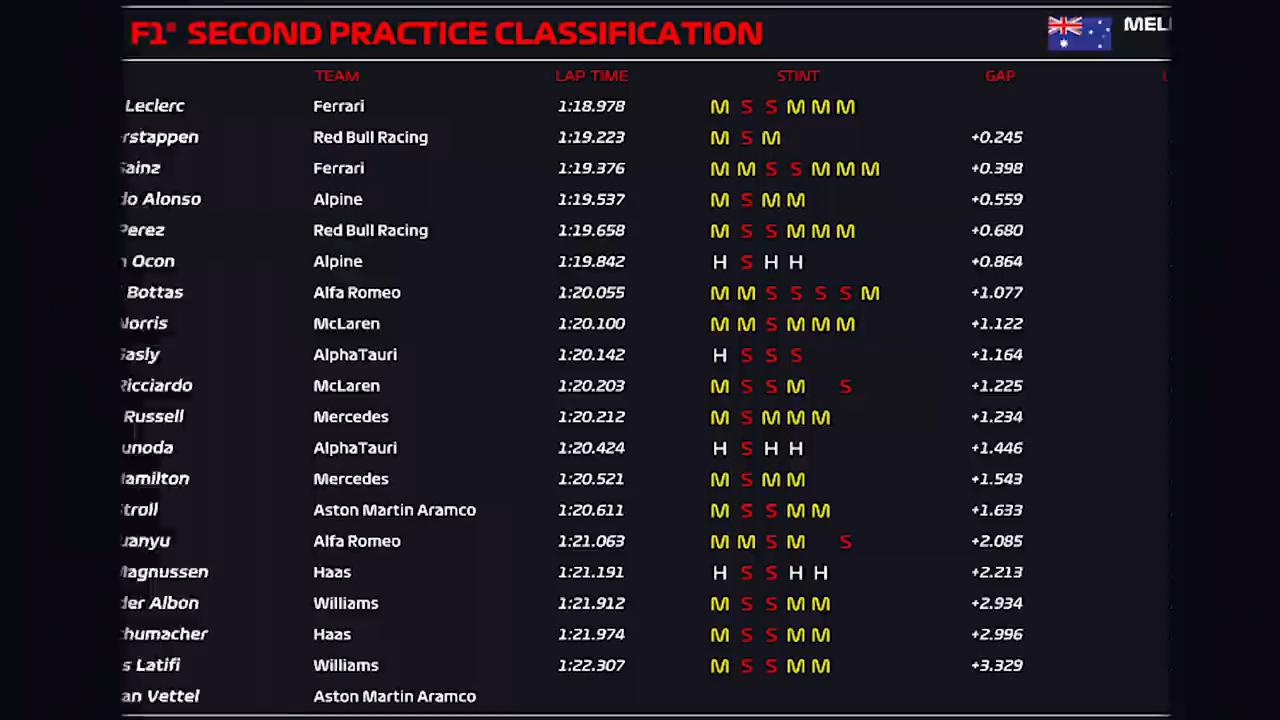 F1® SECOND PRACTICE CLASSIFICATION MEL
TEAM LAP TIME STINT GAP
Leclerc Ferrari 1:18.978 M S S M M M
rstappen Red Bull Racing 1:19.223 M S M +0.245
Sainz Ferrari 1:19.376 M M S S M M M +0.398
do Alonso Alpine 1:19.537 M S M M +0.559
Perez Red Bull Racing 1:19.658 M S S M M M +0.680
n Ocon Alpine 1:19.842 H S H H +0.864
Bottas Alfa Romeo 1:20.055 M M S S S S M +1.077
Norris McLaren 1:20.100 M M S M M M +1.122
Gasly AlphaTauri 1:20.142 H S S S +1.164
Ricciardo McLaren 1:20.203 M S S M S +1.225
Russell Mercedes 1:20.212 M S M M M +1.234
unoda AlphaTauri 1:20.424 H S H H +1.446
Hamilton Mercedes 1:20.521 M S M M +1.543
troll Aston Martin Aramco 1:20.611 M S S M M +1.633
uanyu Alfa Romeo 1:21.063 M M S M S +2.085
Magnussen Haas 1:21.191 H S S H H +2.213
der Albon Williams 1:21.912 M S S M M +2.934
chumacher Haas 1:21.974 M S S M M +2.996
s Latifi Williams 1:22.307 M S S M M +3.329
an Vettel Aston Martin Aramco